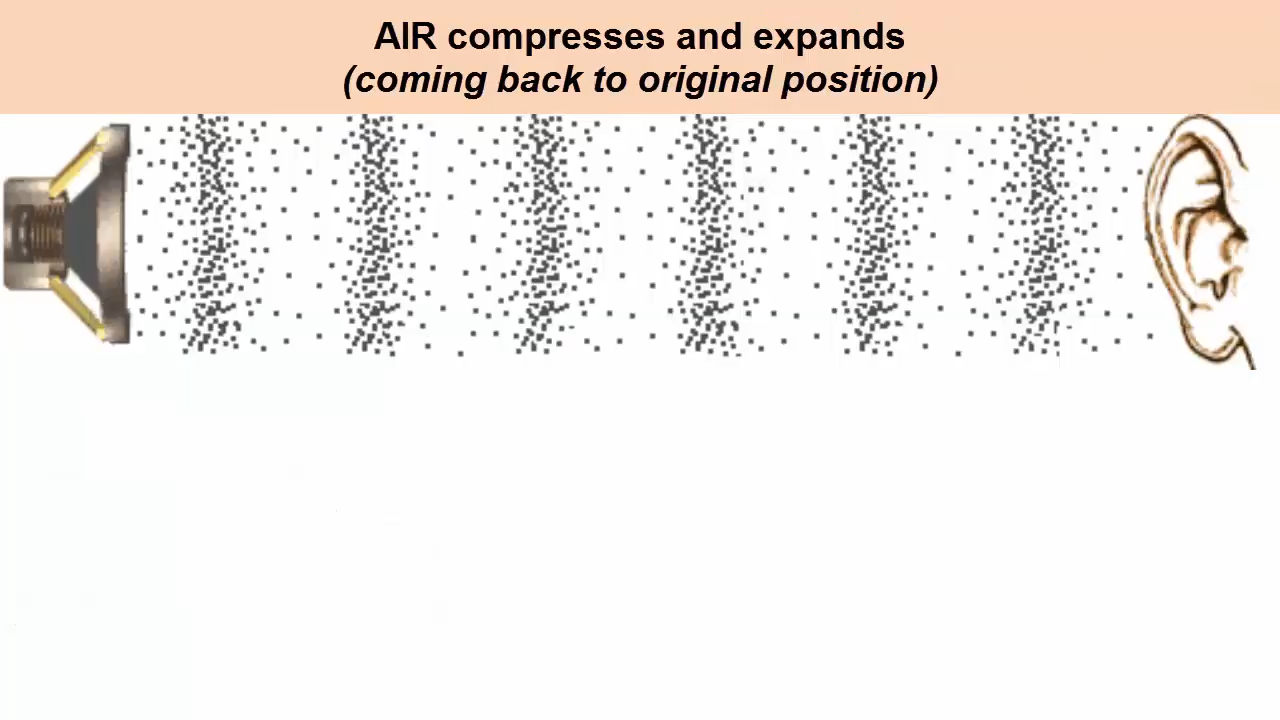 AIR compresses and expands
(coming back to original position)